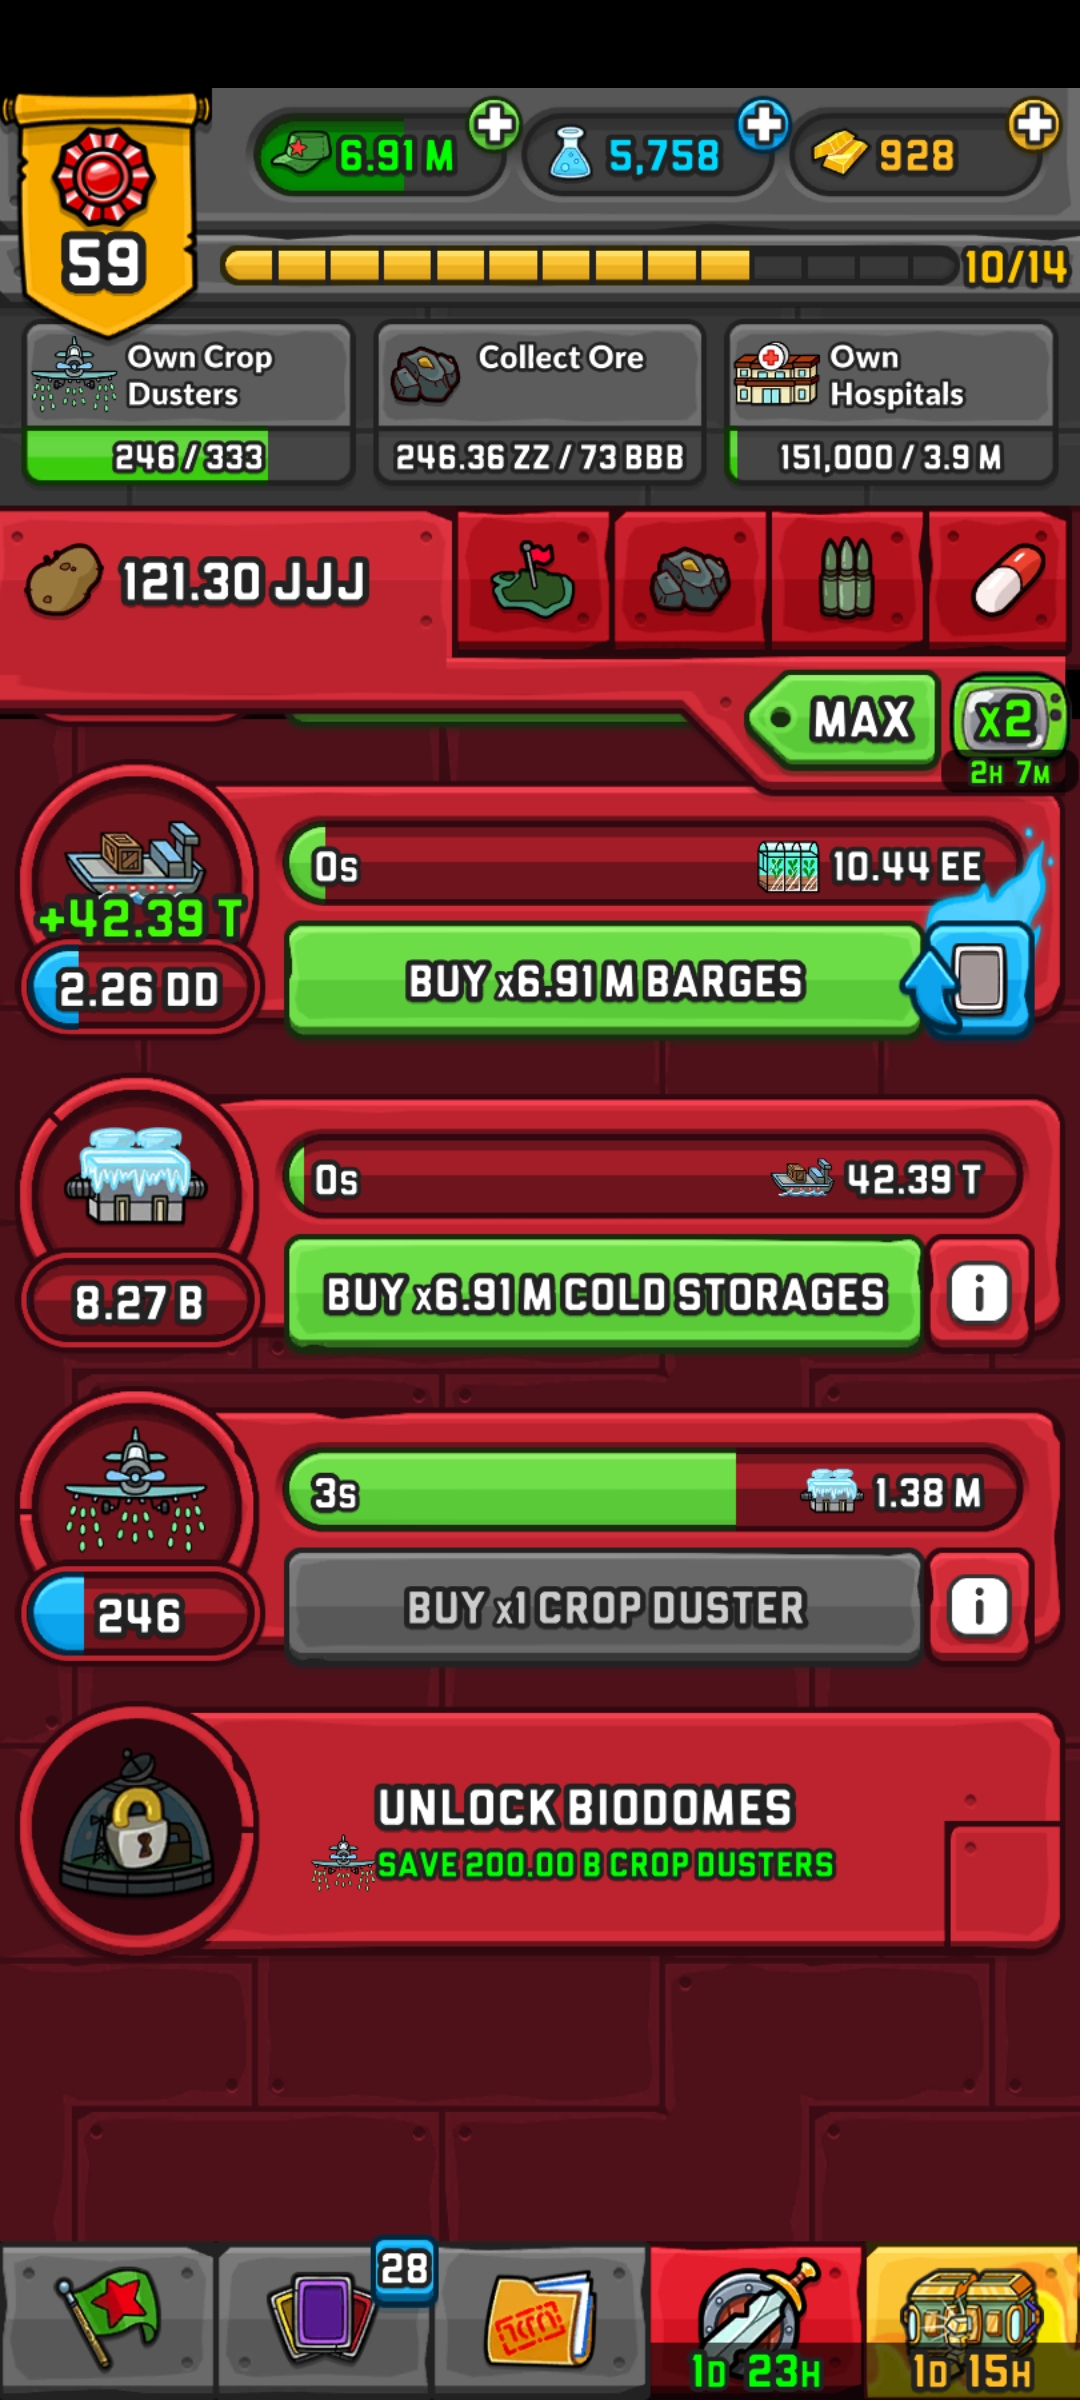 6.91 M
5,758
928
59
10/14
Own Crop
Dusters
246/333
Collect Ore
246.36 ZZ/73 BBB
Own
Hospitals
151,000/3.9 M
121.30 JJJ
MAX
x2
2H 7M
0s
10.44 EE
+42.39 T
2.26 DD
BUY x6.91 M BARGES
0s
42.39 T
8.27 B
BUY x6.91 M COLD STORAGES
i
3s
1.38 M
246
BUY x1 CROP DUSTER
i
UNLOCK BIODOMES
SAVE 200.00 B CROP DUSTERS
28
1D 23H
1D 15H